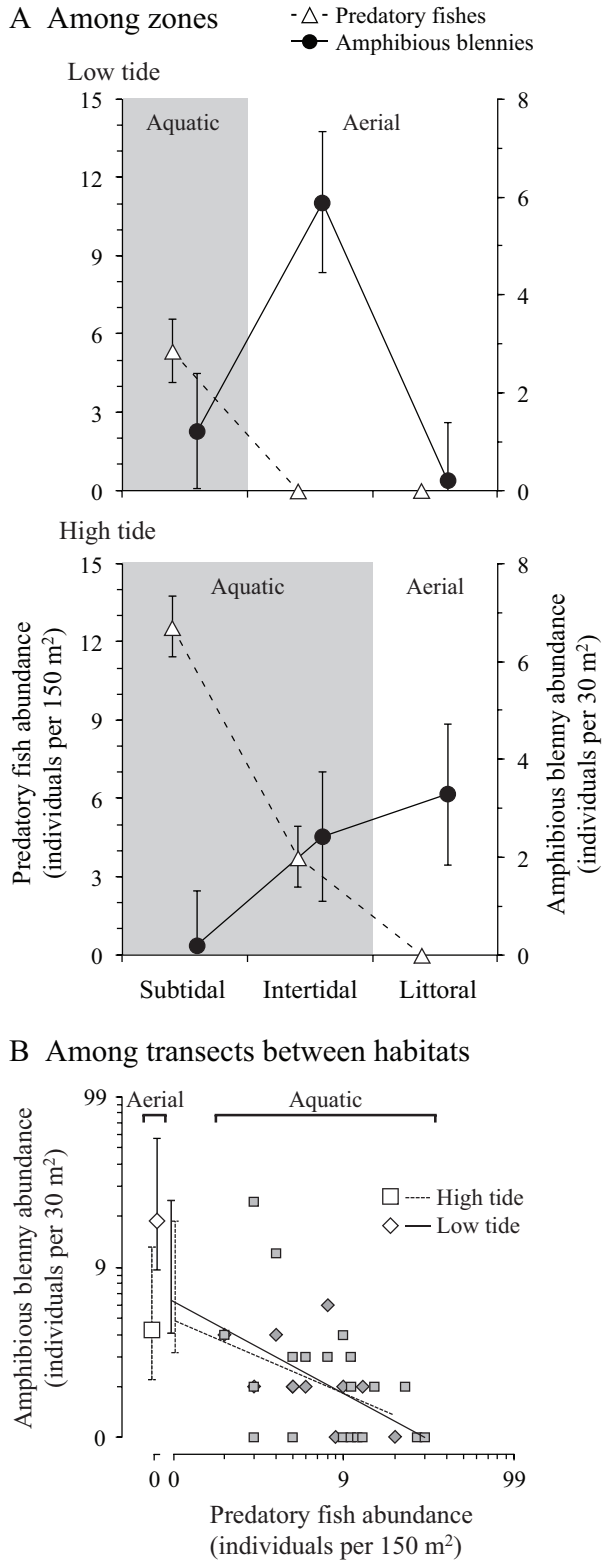 A Among zones
Predatory fishes
Amphibious blennies
Low tide
15
12
9
6
3
0
Aquatic
Aerial
8
6
4
2
0
High tide
15
12
9
6
3
0
Aquatic
Aerial
8
6
4
2
0
Predatory fish abundance
(individuals per 150 m²)
Amphibious blenny abundance
(individuals per 30 m²)
Subtidal Intertidal Littoral
B Among transects between habitats
Aerial
Aquatic
99
9
0
High tide
Low tide
Amphibious blenny abundance
(individuals per 30 m²)
0 0 9 99
Predatory fish abundance
(individuals per 150 m²)